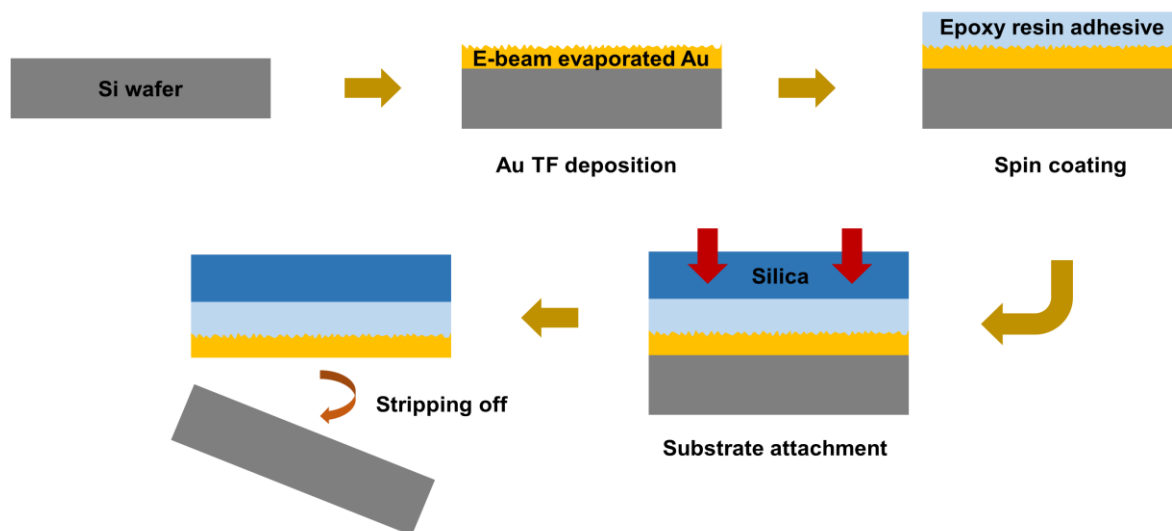 Si wafer
E-beam evaporated Au
Au TF deposition
Epoxy resin adhesive
Spin coating
Silica
Substrate attachment
Stripping off